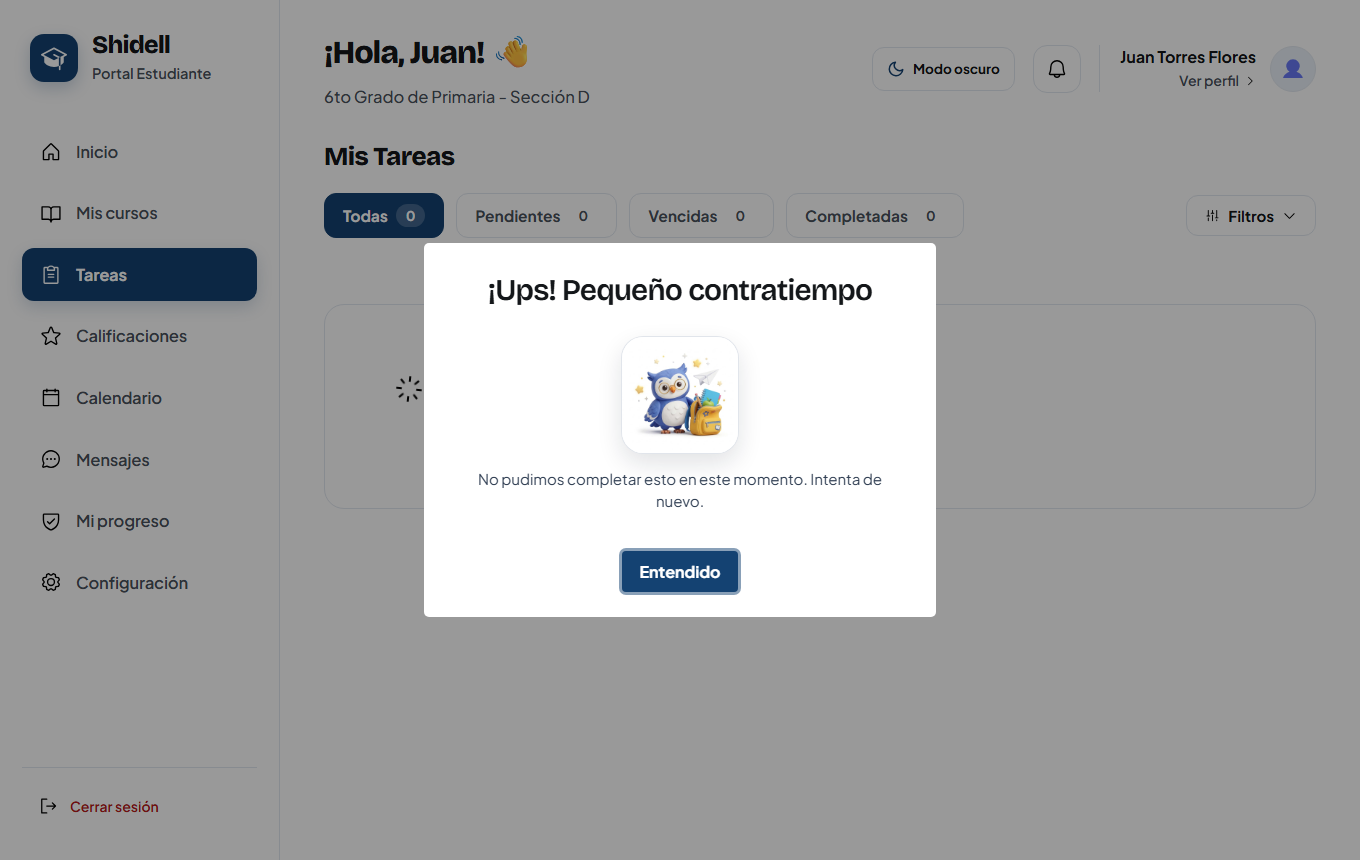 Shidell
Portal Estudiante
Inicio
Mis cursos
Tareas
Calificaciones
Calendario
Mensajes
Mi progreso
Configuración
Cerrar sesión
¡Hola, Juan! 👋
6to Grado de Primaria - Sección D
Modo oscuro
Juan Torres Flores
Ver perfil
Mis Tareas
Todas 0
Pendientes 0
Vencidas 0
Completadas 0
Filtros
¡Ups! Pequeño contratiempo
No pudimos completar esto en este momento. Intenta de
nuevo.
Entendido